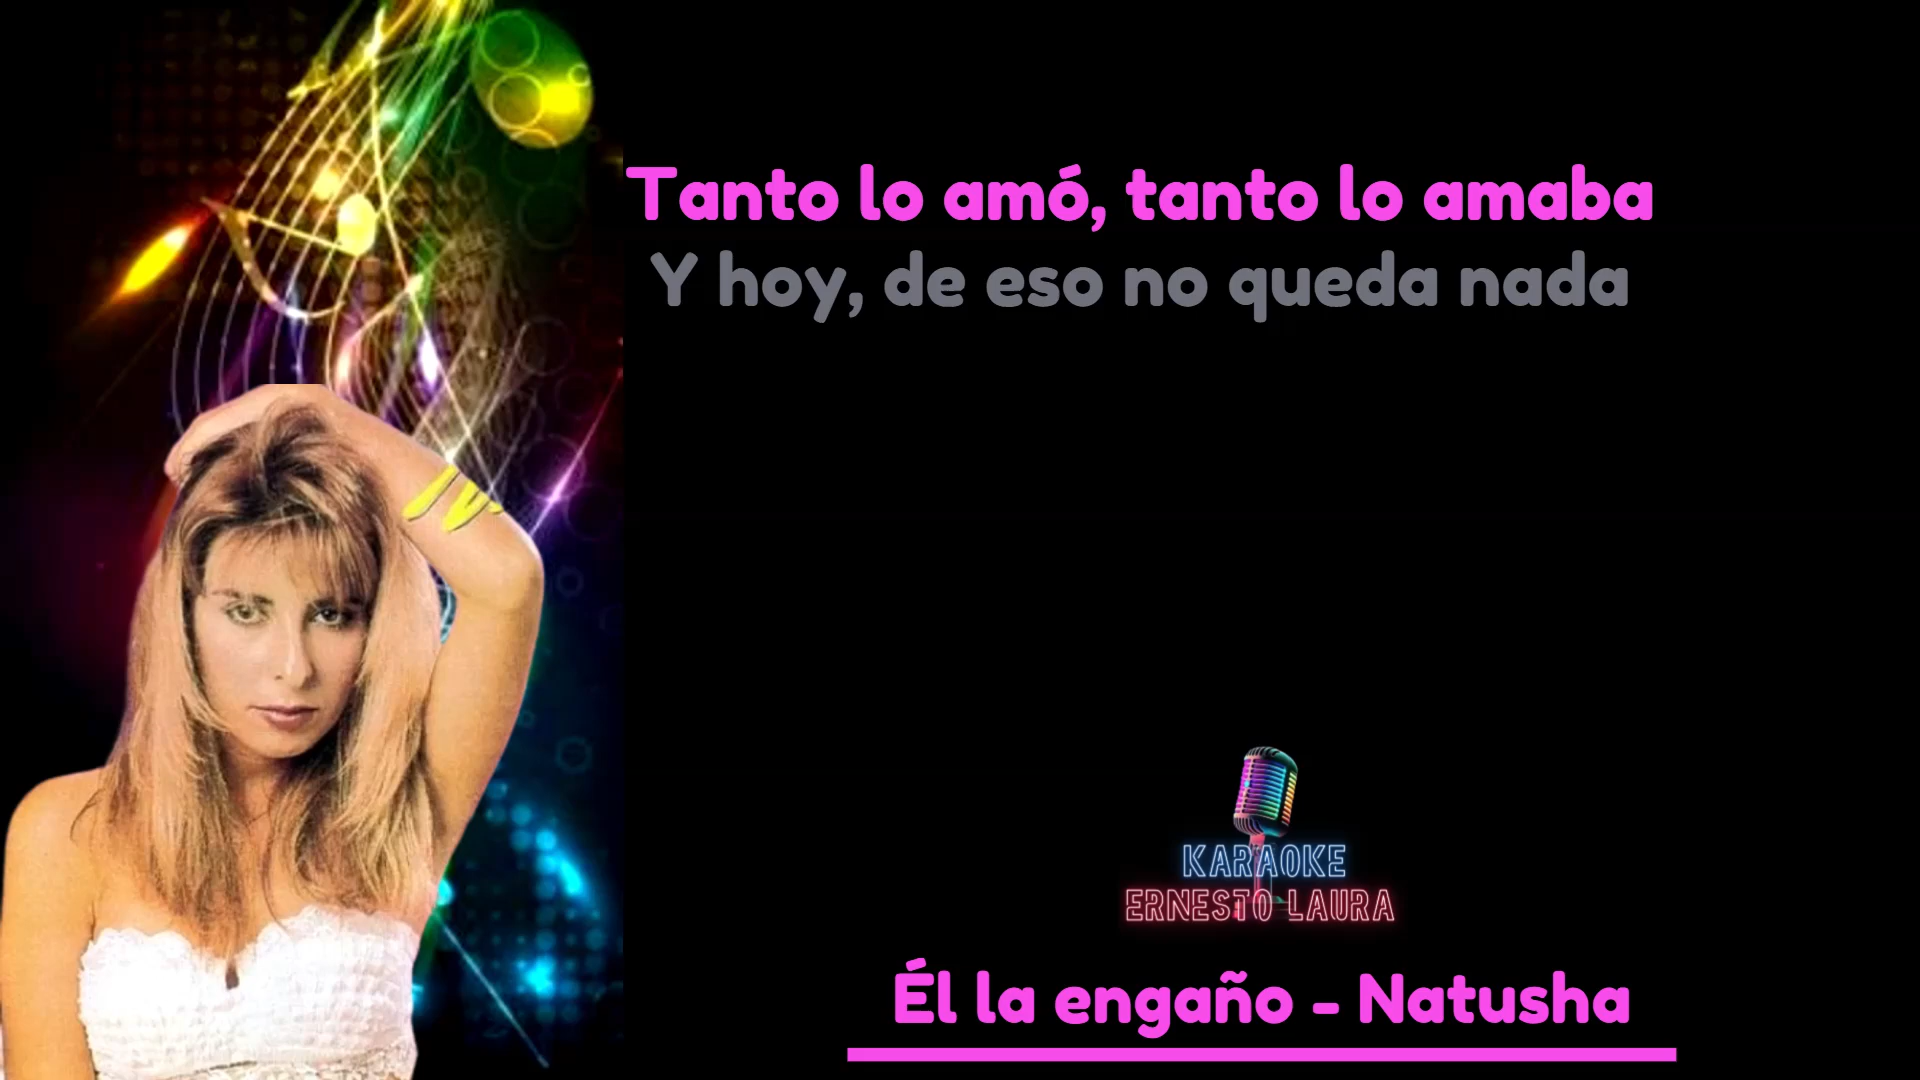 Tanto lo amó, tanto lo amaba
Y hoy, de eso no queda nada
KARAOKE
ERNESTO LAURA
Él la engaño - Natusha